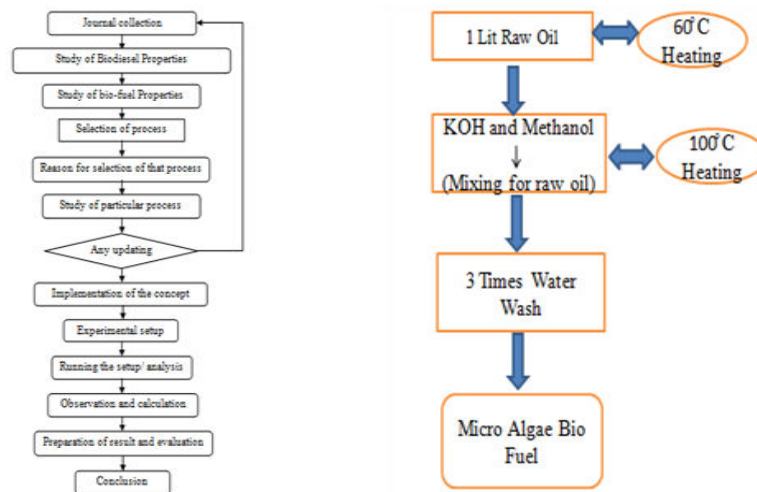 Journal collection
Study of Biodiesel Properties
Study of bio-fuel Properties
Selection of process
Reason for selection of that process
Study of particular process
Any updating
Implementation of the concept
Experimental setup
Running the setup/ analysis
Observation and calculation
Preparation of result and evaluation
Conclusion
1 Lit Raw Oil
60°C
Heating
KOH and Methanol
(Mixing for raw oil)
100°C
Heating
3 Times Water
Wash
Micro Algae Bio
Fuel